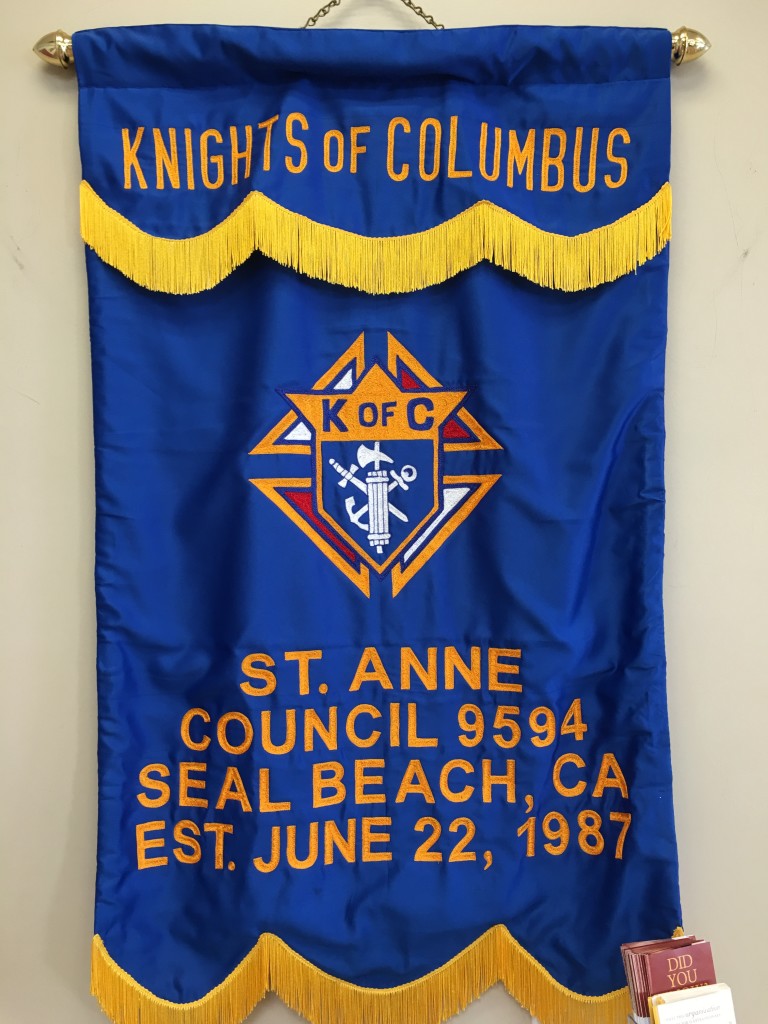 KNIGHTS OF COLUMBUS
K OF C
ST. ANNE
COUNCIL 9594
SEAL BEACH, CA
EST. JUNE 22, 1987
DID
YOU